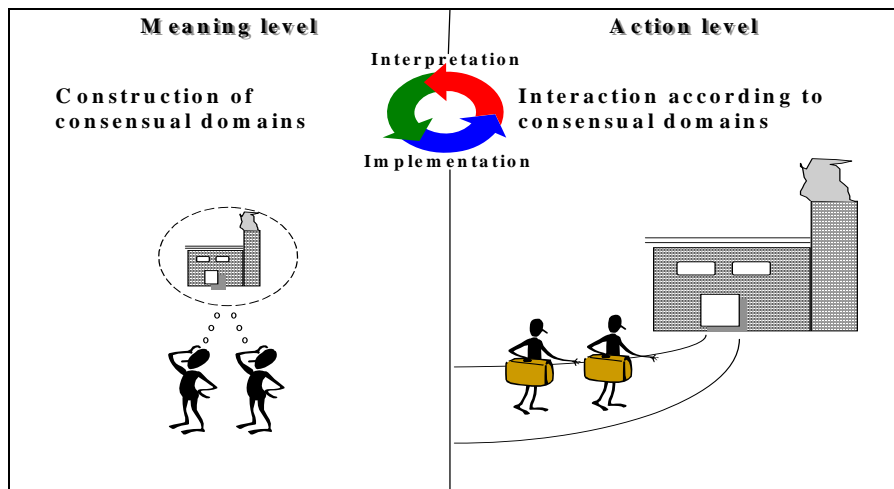 Meaning level
Action level
Interpretation
Construction of
consensual domains
Interaction according to
consensual domains
Implementation